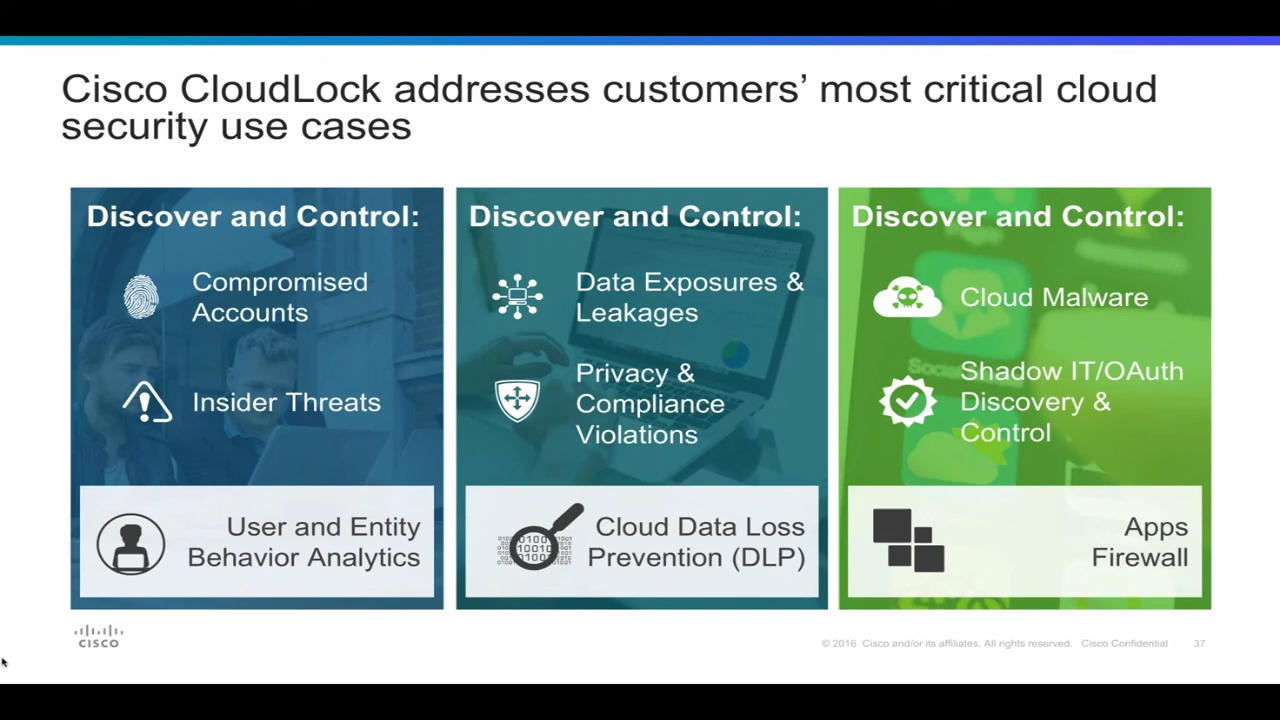 Cisco CloudLock addresses customers’ most critical cloud
security use cases
Discover and Control:
Compromised
Accounts
Insider Threats
User and Entity
Behavior Analytics
Discover and Control:
Data Exposures &
Leakages
Privacy &
Compliance
Violations
Cloud Data Loss
Prevention (DLP)
Discover and Control:
Cloud Malware
Shadow IT/OAuth
Discovery &
Control
Apps
Firewall
CISCO
© 2016 Cisco and/or its affiliates. All rights reserved. Cisco Confidential 37